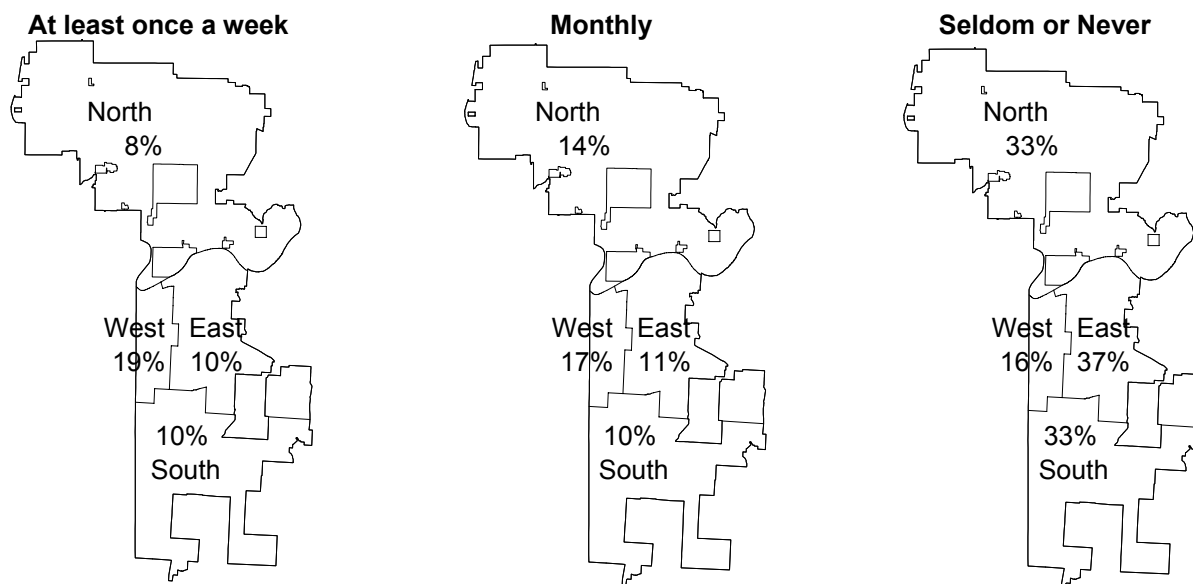 At least once a week
North
8%
West East
19% 10%
10%
South
Monthly
North
14%
West East
17% 11%
10%
South
Seldom or Never
North
33%
West East
16% 37%
33%
South